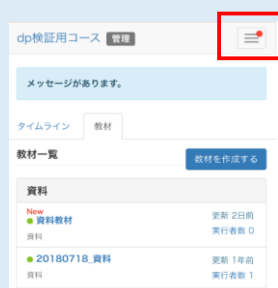 dp検証用コース 管理
メッセージがあります。
タイムライン 教材
教材一覧 教材を作成する
資料
New
資料教材 更新 2日前
資料 実行者数 0
20180718_資料 更新 1年前
資料 実行者数 1